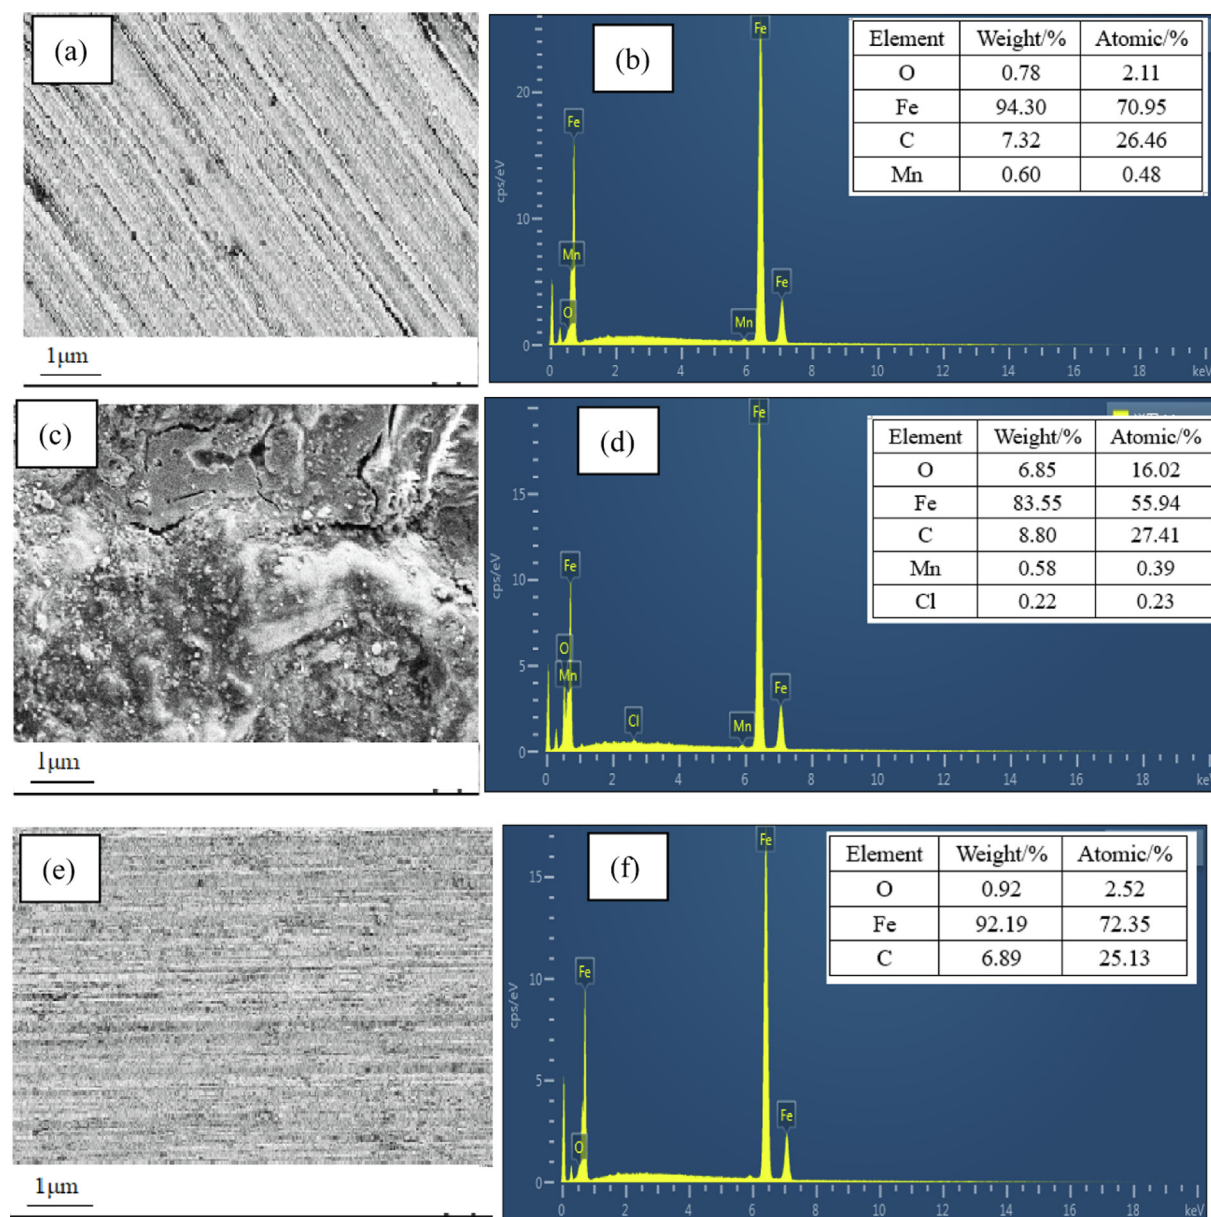 (a)
1μm
(b)
Element Weight/% Atomic/%
O 0.78 2.11
Fe 94.30 70.95
C 7.32 26.46
Mn 0.60 0.48
Fe
Fe
Mn
O
Mn
Fe
cps/eV
20
10
0
0 2 4 6 8 10 12 14 16 18 keV
(c)
1μm
(d)
Element Weight/% Atomic/%
O 6.85 16.02
Fe 83.55 55.94
C 8.80 27.41
Mn 0.58 0.39
Cl 0.22 0.23
Fe
Fe
O
Mn
Cl
Mn
Fe
cps/eV
15
10
5
0
0 2 4 6 8 10 12 14 16 18 ke
(e)
1μm
(f)
Element Weight/% Atomic/%
O 0.92 2.52
Fe 92.19 72.35
C 6.89 25.13
Fe
Fe
O
Fe
cps/eV
15
10
5
0
0 2 4 6 8 10 12 14 16 18 keV